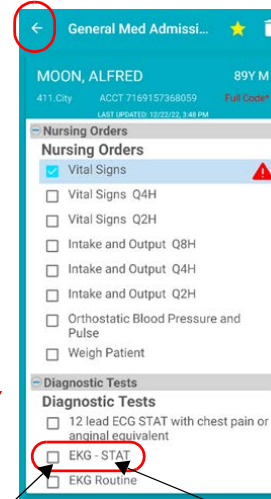 General Med Admissi...
MOON, ALFRED 89Y M
411.City ACCT 7169157368059 Full Code*
LAST UPDATED: 12/22/22, 3:48 PM
Nursing Orders
Nursing Orders
Vital Signs
Vital Signs Q4H
Vital Signs Q2H
Intake and Output Q8H
Intake and Output Q4H
Intake and Output Q2H
Orthostatic Blood Pressure and
Pulse
Weigh Patient
Diagnostic Tests
Diagnostic Tests
12 lead ECG STAT with chest pain or
anginal equivalent
EKG - STAT
EKG Routine